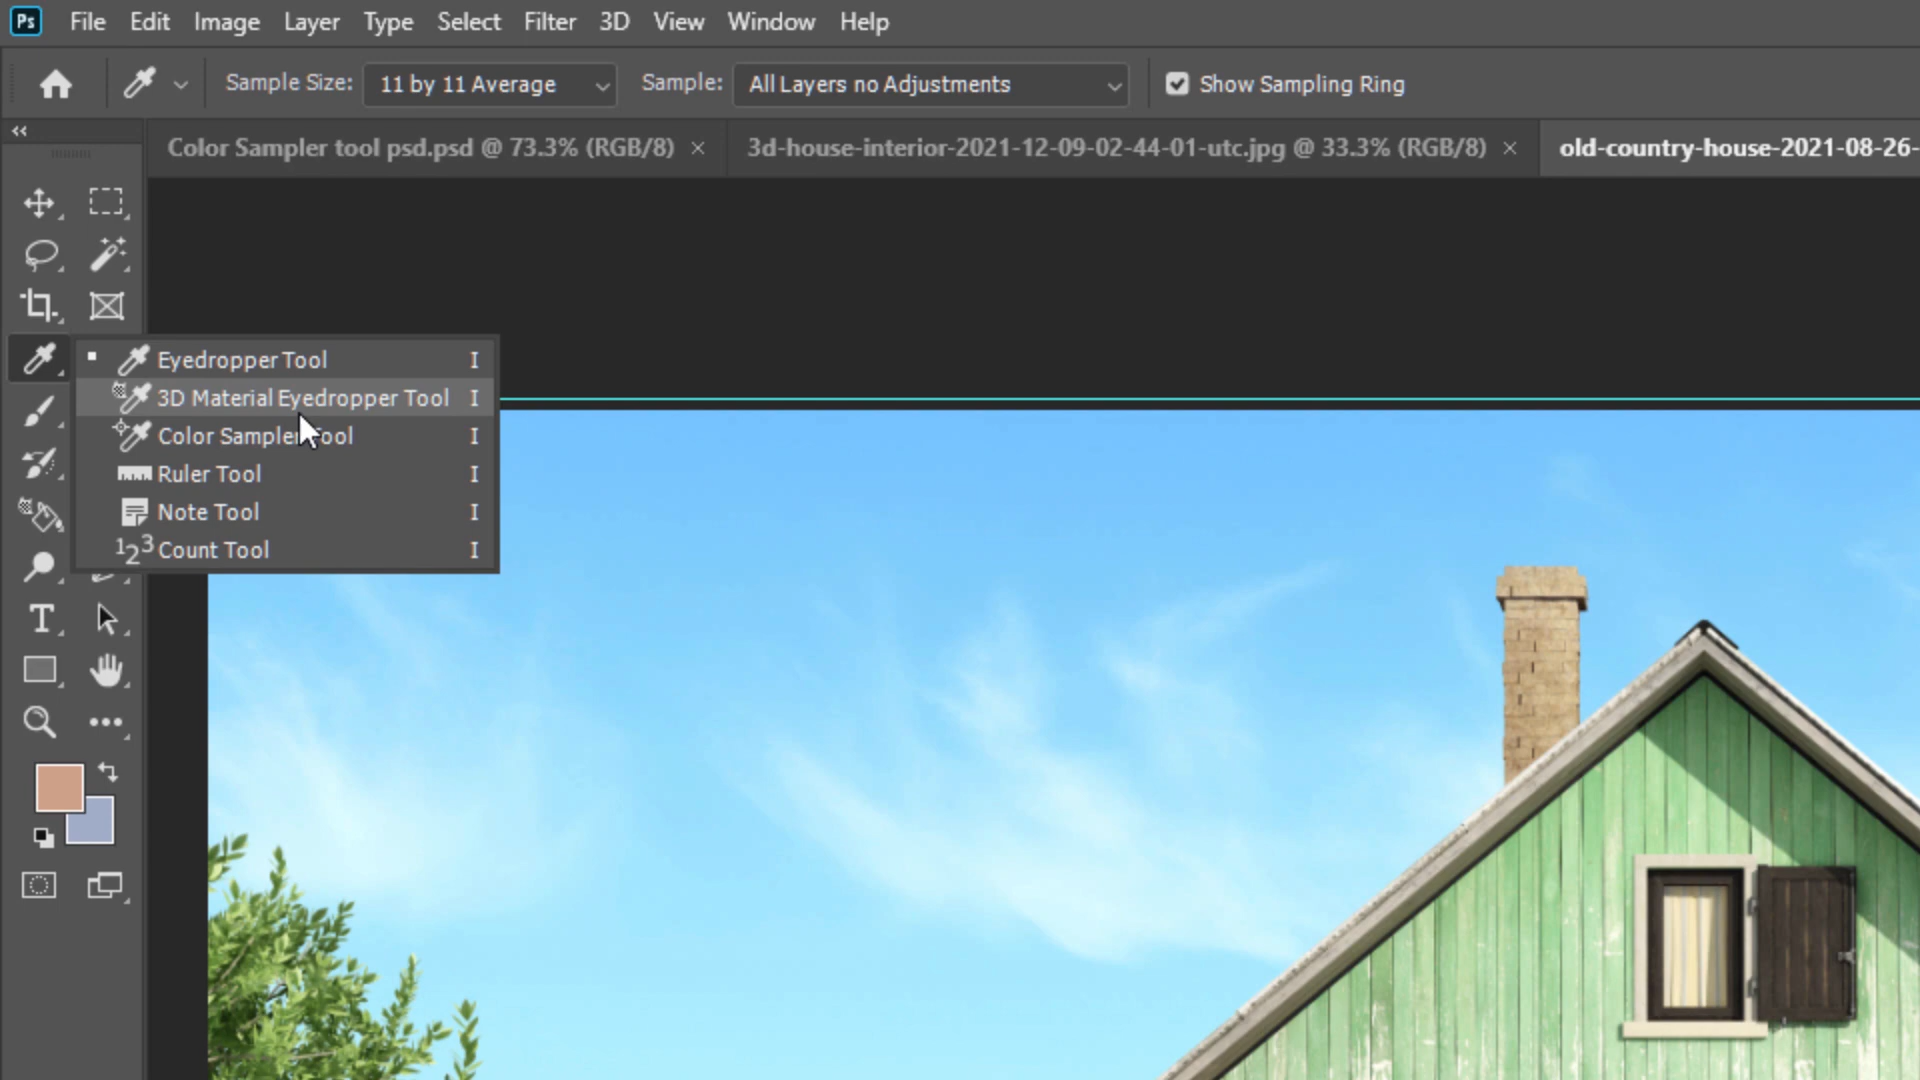 Ps File Edit Image Layer Type Select Filter 3D View Window Help
Sample Size: 11 by 11 Average Sample: All Layers no Adjustments Show Sampling Ring
Color Sampler tool psd.psd @ 73.3% (RGB/8) × 3d-house-interior-2021-12-09-02-44-01-utc.jpg @ 33.3% (RGB/8) × old-country-house-2021-08-26-
Eyedropper Tool I
3D Material Eyedropper Tool I
Color Sampler Tool I
Ruler Tool I
Note Tool I
Count Tool I